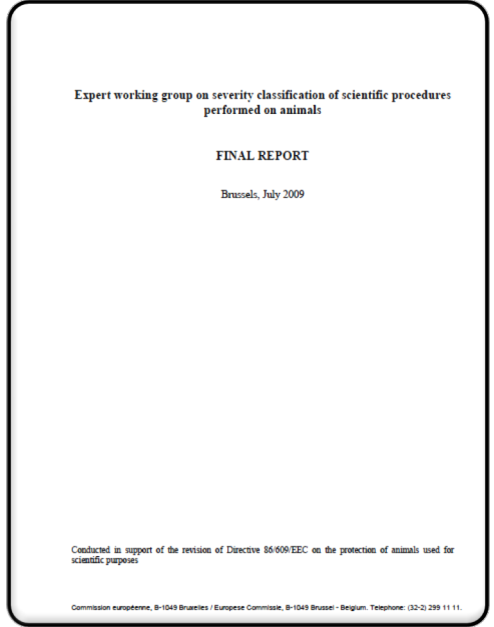 Expert working group on severity classification of scientific procedures
performed on animals
FINAL REPORT
Brussels, July 2009
Conducted in support of the revision of Directive 86/609/EEC on the protection of animals used for
scientific purposes
Commission européenne, B-1049 Bruxelles / Europese Commissie, B-1049 Brussel - Belgium. Telephone: (32-2) 299 11 11.